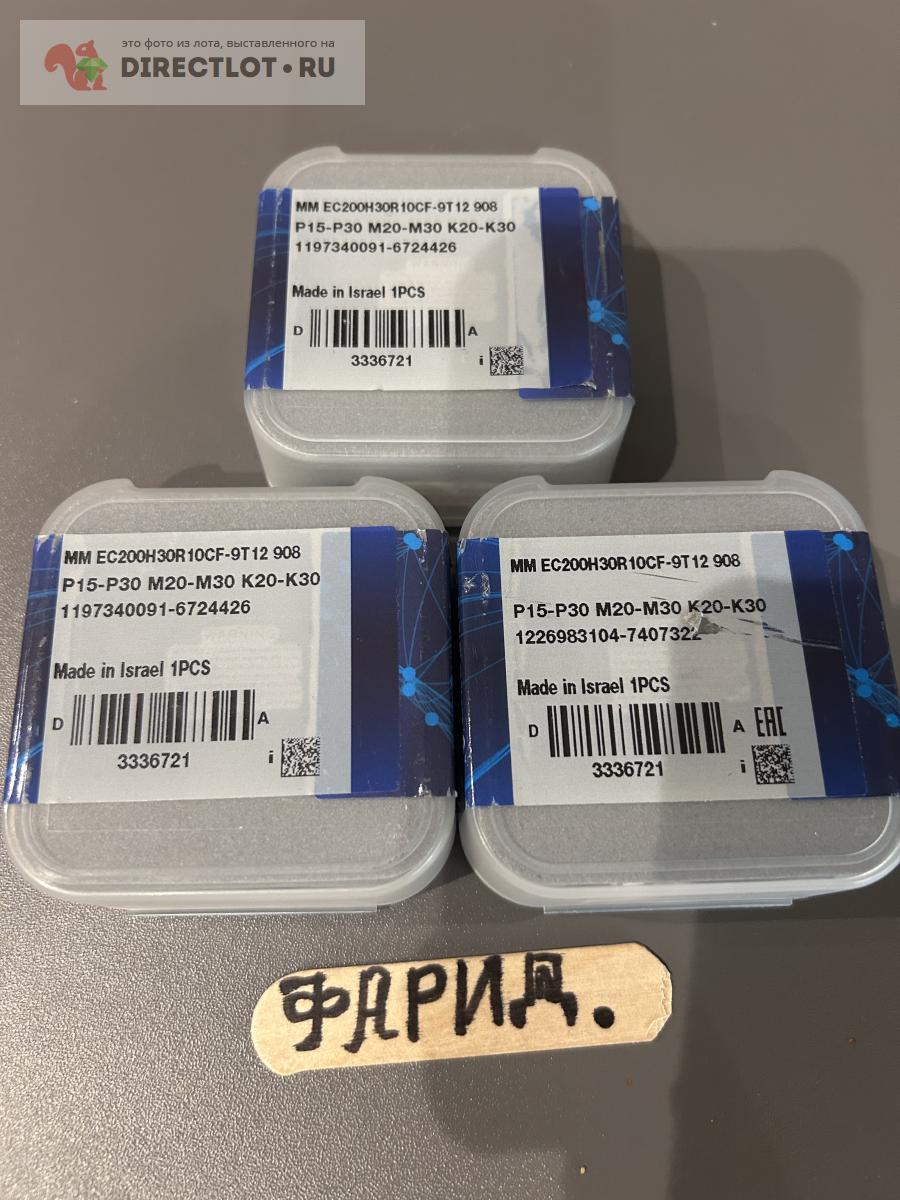 это фото из лота, выставленного на
DIRECTLOT•RU
MM EC200H30R10CF-9T12 908
P15-P30 M20-M30 K20-K30
1197340091-6724426
Made in Israel 1PCS
D A
3336721 i
MM EC200H30R10CF-9T12 908
P15-P30 M20-M30 K20-K30
1197340091-6724426
Made in Israel 1PCS
D A
3336721 i
MM EC200H30R10CF-9T12 908
P15-P30 M20-M30 K20-K30
1226983104-7407322
Made in Israel 1PCS
D A EAC
3336721 i
ФАРИД.